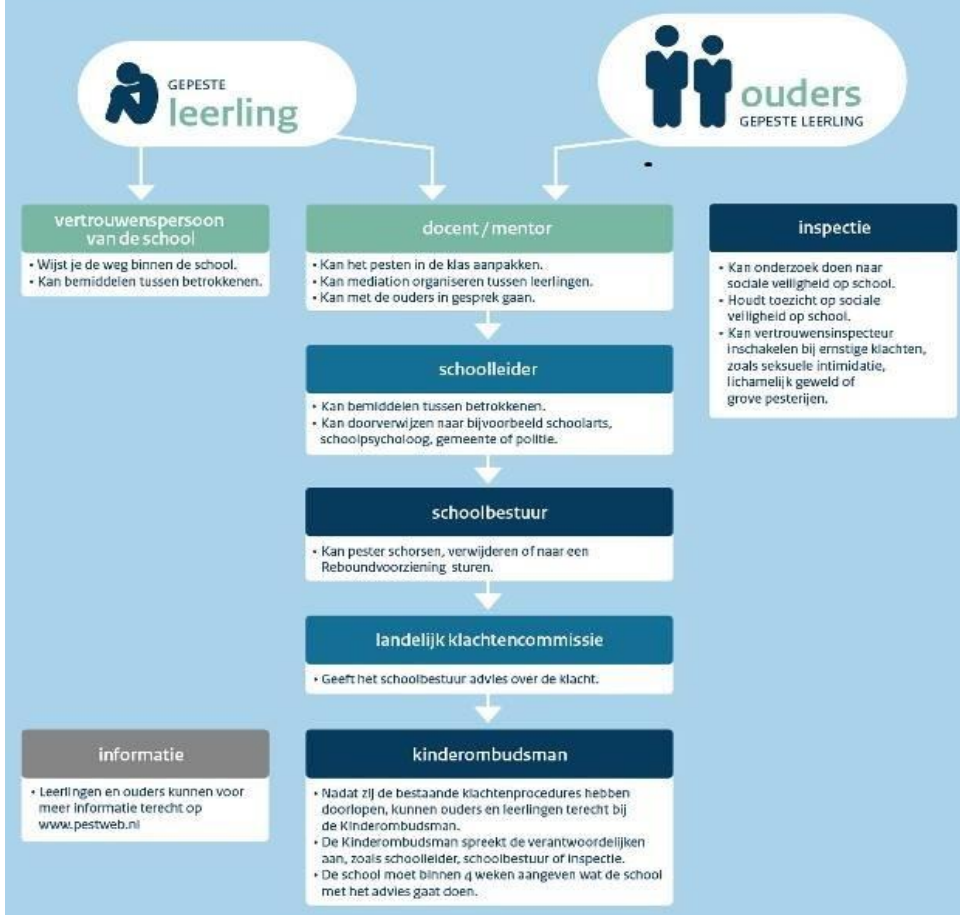 GEPESTE
leerling
ouders
GEPESTE LEERLING
vertrouwenspersoon
van de school
• Wijst je de weg binnen de school.
• Kan bemiddelen tussen betrokkenen.
docent / mentor
• Kan het pesten in de klas aanpakken.
• Kan mediation organiseren tussen leerlingen.
• Kan met de ouders in gesprek gaan.
inspectie
• Kan onderzoek doen naar
sociale veiligheid op school.
• Houdt toezicht op sociale
veiligheid op school.
• Kan vertrouwensinspecteur
inschakelen bij ernstige klachten,
zoals seksuele intimidatie,
lichamelijk geweld of
grove pesterijen.
schoolleider
• Kan bemiddelen tussen betrokkenen.
• Kan doorverwijzen naar bijvoorbeeld schoolarts,
schoolpsycholoog, gemeente of politie.
schoolbestuur
• Kan pester schorsen, verwijderen of naar een
Reboundvoorziening sturen.
landelijk klachtencommissie
• Geeft het schoolbestuur advies over de klacht.
informatie
• Leerlingen en ouders kunnen voor
meer informatie terecht op
www.pestweb.nl
kinderombudsman
• Nadat zij de bestaande klachtenprocedures hebben
doorlopen, kunnen ouders en leerlingen terecht bij
de Kinderombudsman.
• De Kinderombudsman spreekt de verantwoordelijken
aan, zoals schoolleider, schoolbestuur of inspectie.
• De school moet binnen 4 weken aangeven wat de school
met het advies gaat doen.